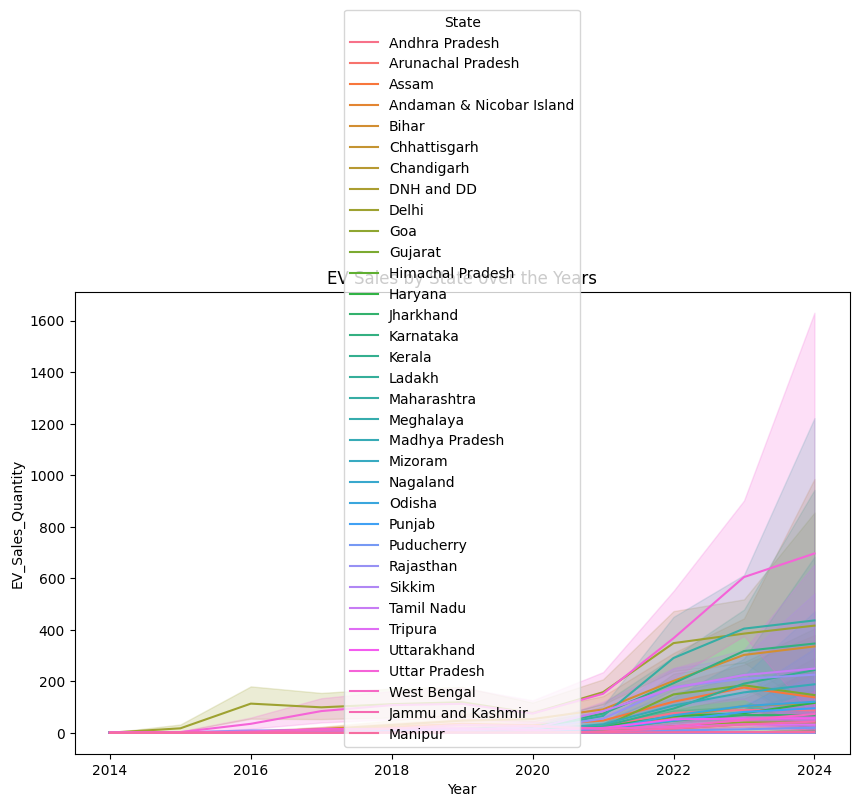 State
Andhra Pradesh
Arunachal Pradesh
Assam
Andaman & Nicobar Island
Bihar
Chhattisgarh
Chandigarh
DNH and DD
Delhi
Goa
Gujarat
Himachal Pradesh
Haryana
Jharkhand
Karnataka
Kerala
Ladakh
Maharashtra
Meghalaya
Madhya Pradesh
Mizoram
Nagaland
Odisha
Punjab
Puducherry
Rajasthan
Sikkim
Tamil Nadu
Tripura
Uttarakhand
Uttar Pradesh
West Bengal
Jammu and Kashmir
Manipur
EV Sales by State over the Years
EV_Sales_Quantity
1600
1400
1200
1000
800
600
400
200
0
2014 2016 2018 2020 2022 2024
Year